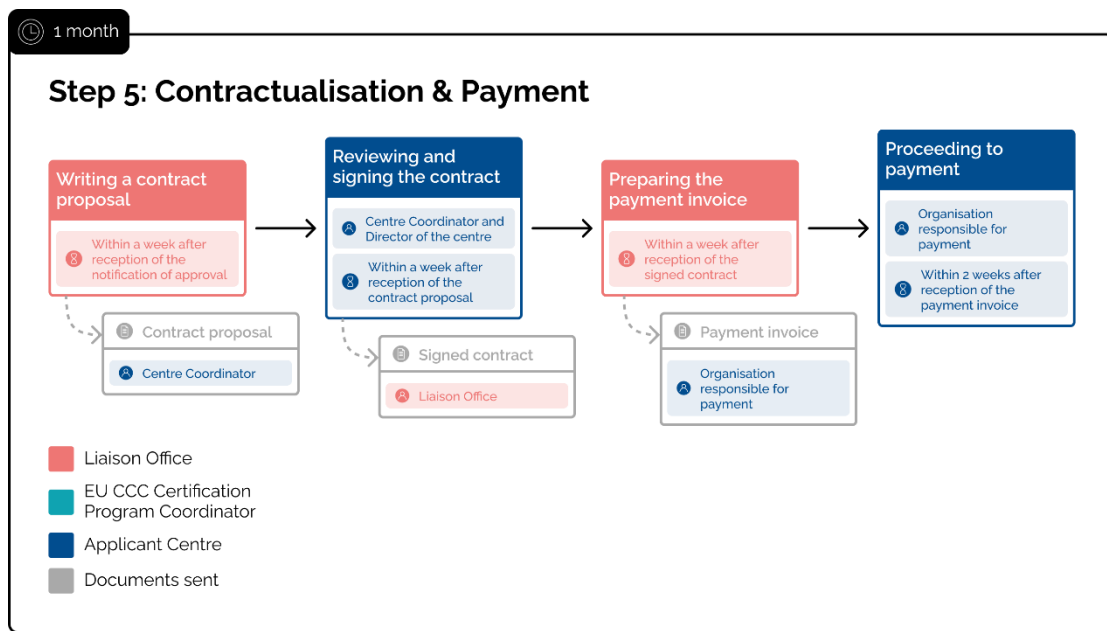 1 month
Step 5: Contractualisation & Payment
Writing a contract
proposal
Within a week after
reception of the
notification of approval
Contract proposal
Centre Coordinator
Reviewing and
signing the contract
Centre Coordinator and
Director of the centre
Within a week after
reception of the
contract proposal
Signed contract
Liaison Office
Preparing the
payment invoice
Within a week after
reception of the
signed contract
Payment invoice
Organisation
responsible for
payment
Proceeding to
payment
Organisation
responsible for
payment
Within 2 weeks after
reception of the
payment invoice
Liaison Office
EU CCC Certification
Program Coordinator
Applicant Centre
Documents sent